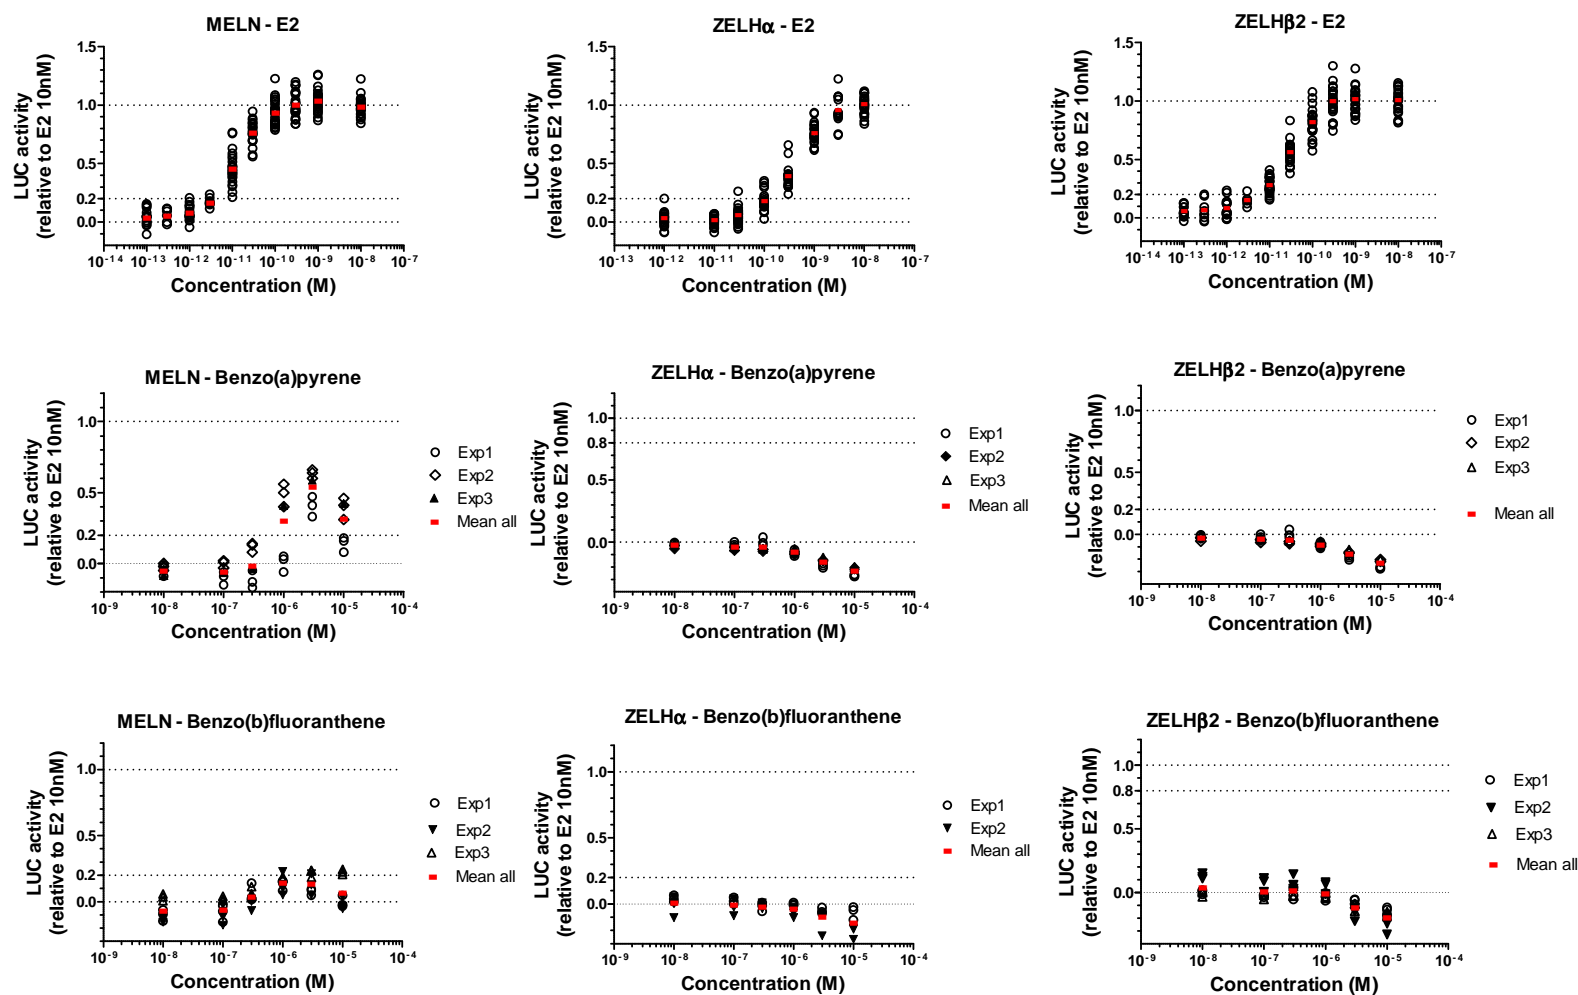 MELN - E2
LUC activity
(relative to E2 10nM)
1.5
1.0
0.5
0.2
0.0
10-14 10-13 10-12 10-11 10-10 10-9 10-8 10-7
Concentration (M)
ZELHα - E2
LUC activity
(relative to E2 10nM)
1.5
1.0
0.5
0.2
0.0
10-13 10-12 10-11 10-10 10-9 10-8 10-7
Concentration (M)
ZELHβ2 - E2
LUC activity
(relative to E2 10nM)
1.5
1.0
0.5
0.2
0.0
10-14 10-13 10-12 10-11 10-10 10-9 10-8 10-7
Concentration (M)
MELN - Benzo(a)pyrene
LUC activity
(relative to E2 10nM)
1.0
0.5
0.2
0.0
10-9 10-8 10-7 10-6 10-5 10-4
Concentration (M)
Exp1
Exp2
Exp3
Mean all
ZELHα - Benzo(a)pyrene
LUC activity
(relative to E2 10nM)
1.0
0.8
0.5
0.0
10-9 10-8 10-7 10-6 10-5 10-4
Concentration (M)
Exp1
Exp2
Exp3
Mean all
ZELHβ2 - Benzo(a)pyrene
LUC activity
(relative to E2 10nM)
1.0
0.5
0.2
0.0
10-9 10-8 10-7 10-6 10-5 10-4
Concentration (M)
Exp1
Exp2
Exp3
Mean all
MELN - Benzo(b)fluoranthene
LUC activity
(relative to E2 10nM)
1.0
0.5
0.2
0.0
10-9 10-8 10-7 10-6 10-5 10-4
Concentration (M)
Exp1
Exp2
Exp3
Mean all
ZELHα - Benzo(b)fluoranthene
LUC activity
(relative to E2 10nM)
1.0
0.5
0.2
0.0
10-9 10-8 10-7 10-6 10-5 10-4
Concentration (M)
Exp1
Exp2
Mean all
ZELHβ2 - Benzo(b)fluoranthene
LUC activity
(relative to E2 10nM)
1.0
0.8
0.5
0.0
10-9 10-8 10-7 10-6 10-5 10-4
Concentration (M)
Exp1
Exp2
Exp3
Mean all